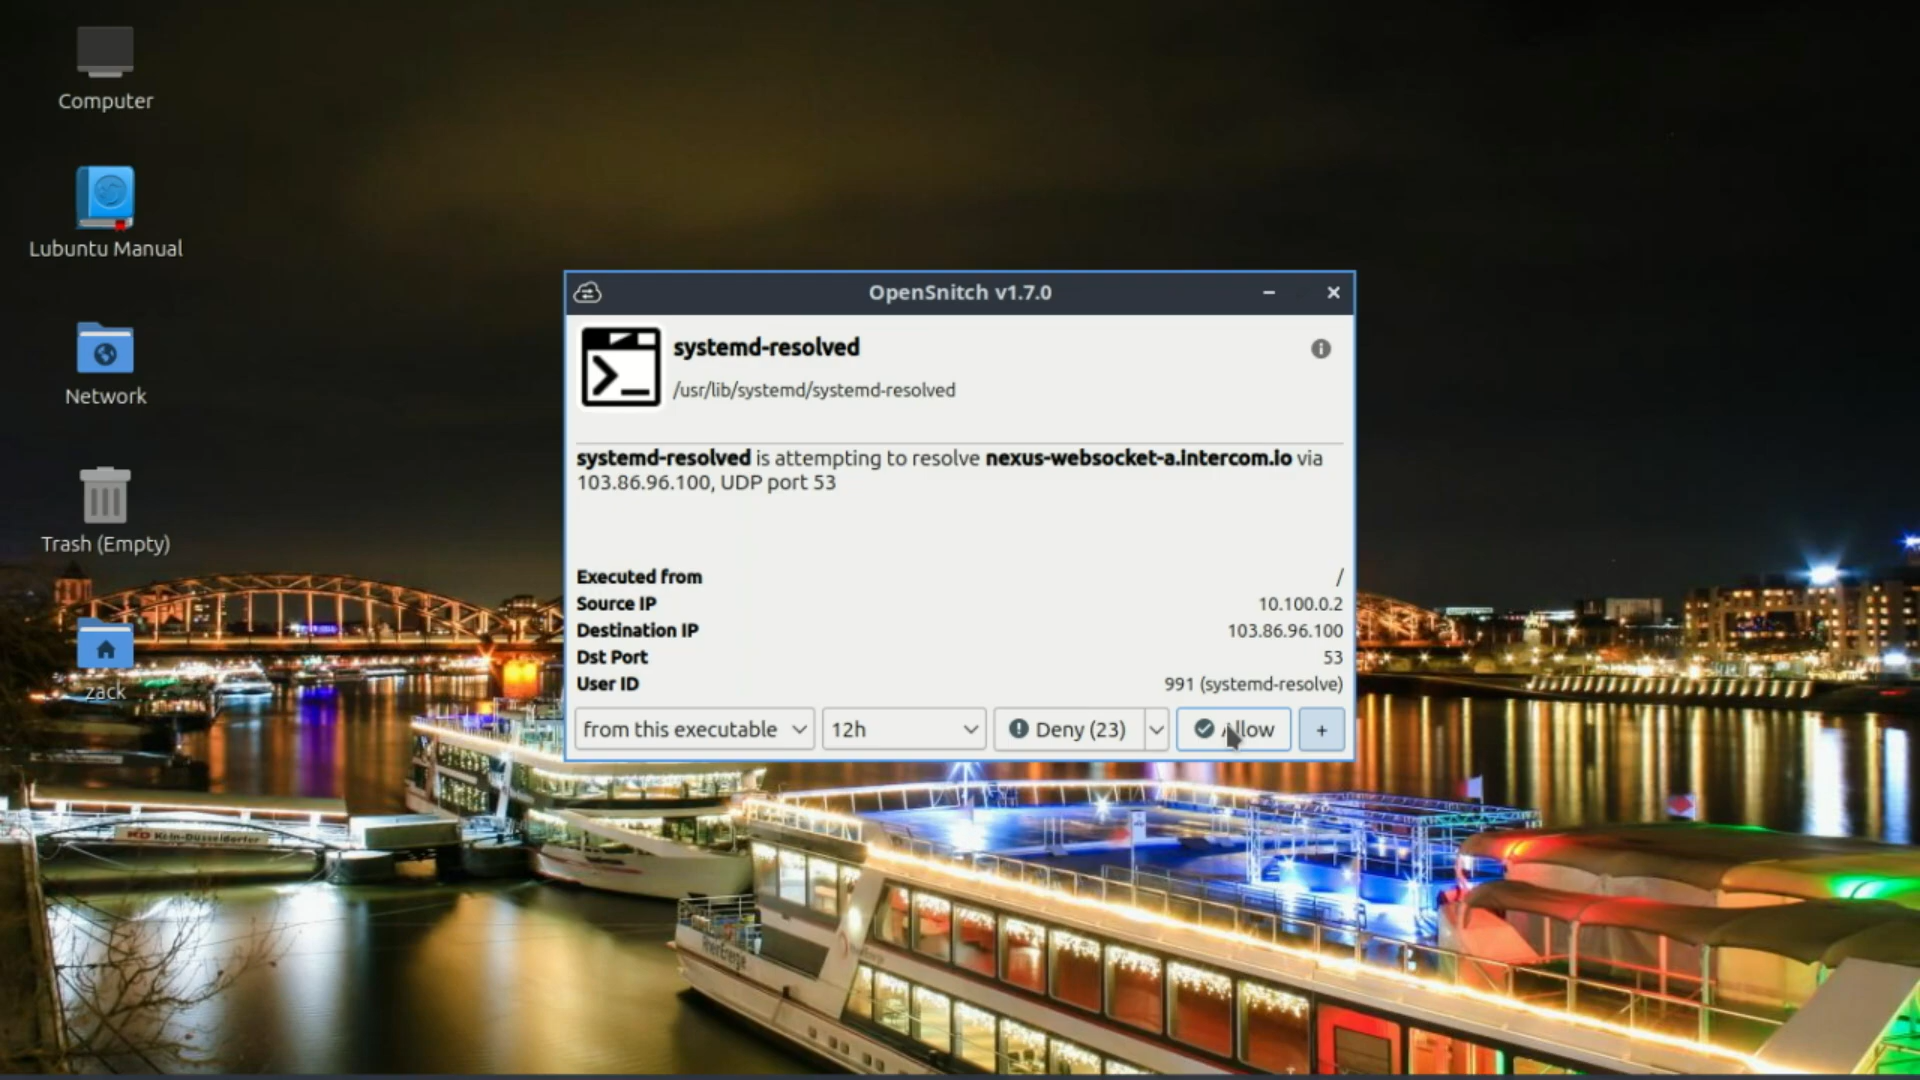 Computer
Lubuntu Manual
Network
Trash (Empty)
zack
OpenSnitch v1.7.0
systemd-resolved
/usr/lib/systemd/systemd-resolved
systemd-resolved is attempting to resolve nexus-websocket-a.intercom.io via
103.86.96.100, UDP port 53
Executed from /
Source IP 10.100.0.2
Destination IP 103.86.96.100
Dst Port 53
User ID 991 (systemd-resolve)
from this executable 12h Deny (23) Allow +
KD Köln-Düsseldorfer